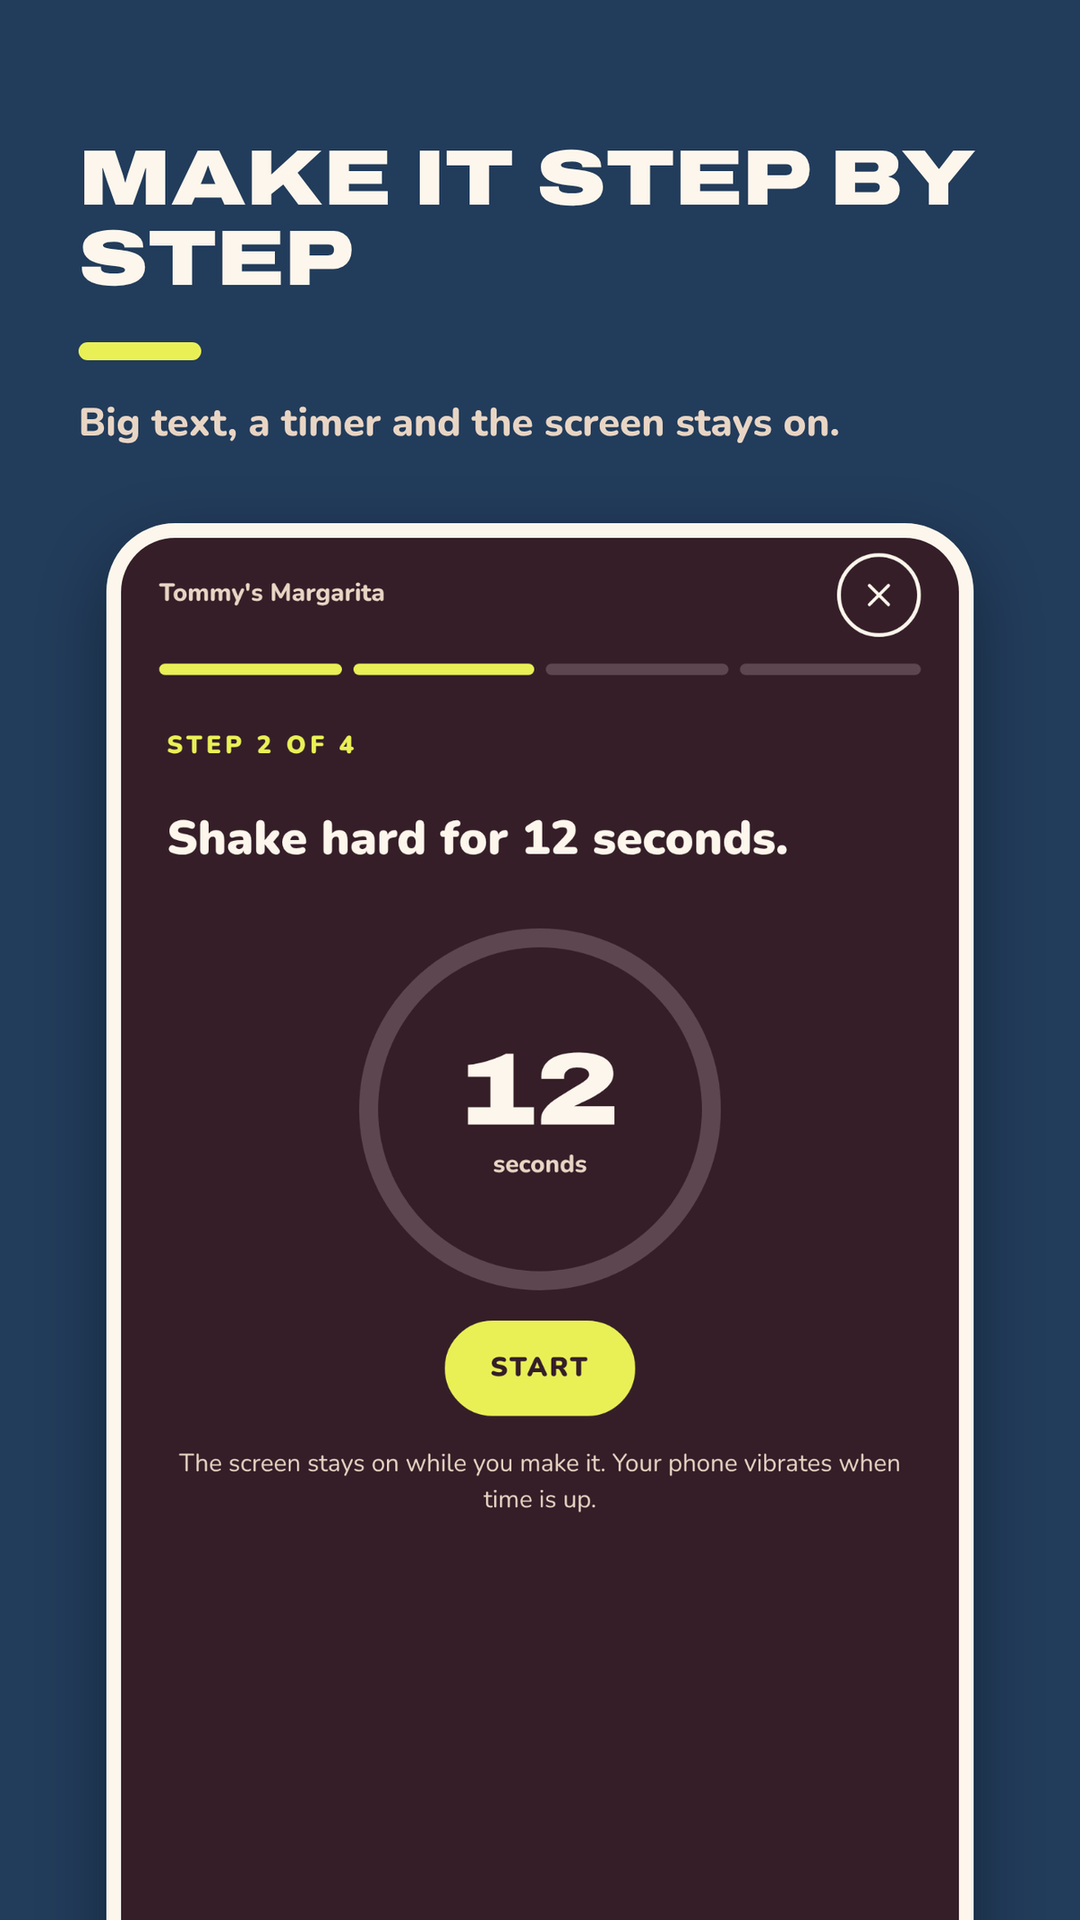 MAKE IT STEP BY
STEP
Big text, a timer and the screen stays on.
Tommy's Margarita
STEP 2 OF 4
Shake hard for 12 seconds.
12
seconds
START
The screen stays on while you make it. Your phone vibrates when
time is up.